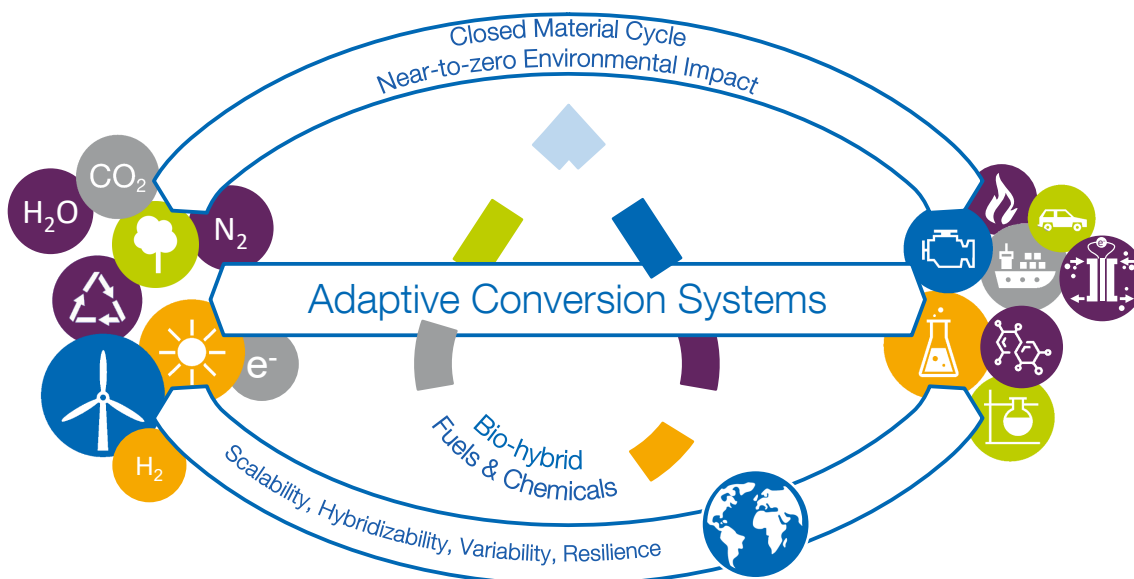 Closed Material Cycle
Near-to-zero Environmental Impact
CO₂
H₂O
N₂
e⁻
Adaptive Conversion Systems
e⁻
H₂
Bio-hybrid
Fuels & Chemicals
Scalability, Hybridizability, Variability, Resilience